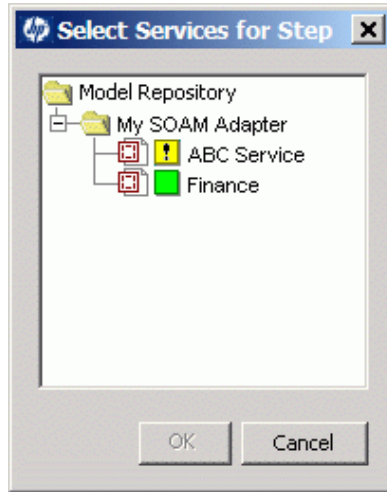 Select Services for Step
Model Repository
My SOAM Adapter
ABC Service
Finance
OK
Cancel